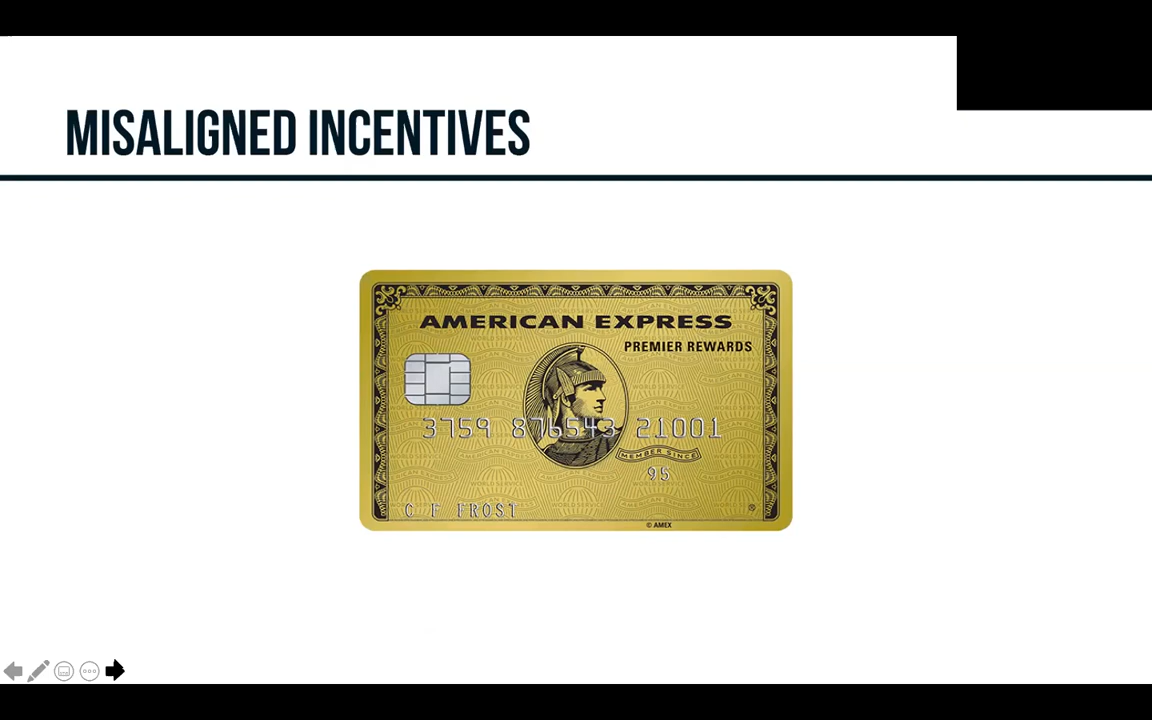 MISALIGNED INCENTIVES
AMERICAN EXPRESS
PREMIER REWARDS
3759 876543 21001
MEMBER SINCE
95
C F FROST
®
© AMEX